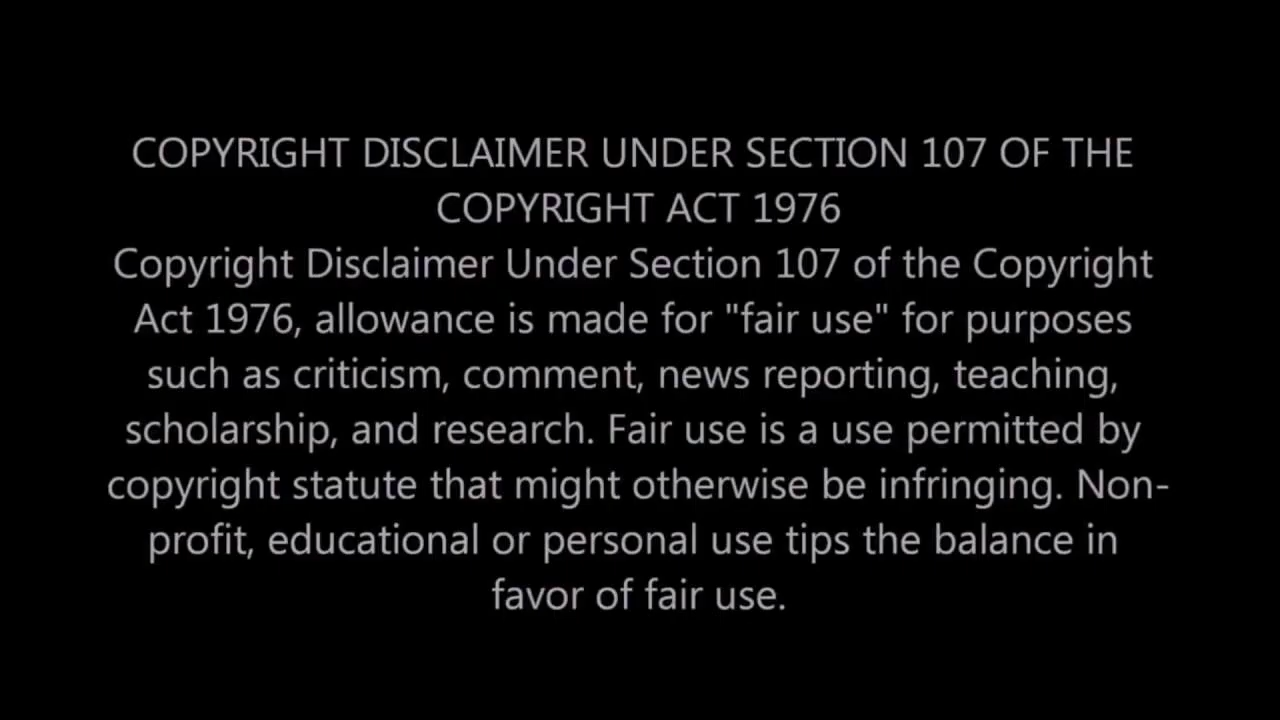 COPYRIGHT DISCLAIMER UNDER SECTION 107 OF THE
COPYRIGHT ACT 1976
Copyright Disclaimer Under Section 107 of the Copyright
Act 1976, allowance is made for "fair use" for purposes
such as criticism, comment, news reporting, teaching,
scholarship, and research. Fair use is a use permitted by
copyright statute that might otherwise be infringing. Non-
profit, educational or personal use tips the balance in
favor of fair use.